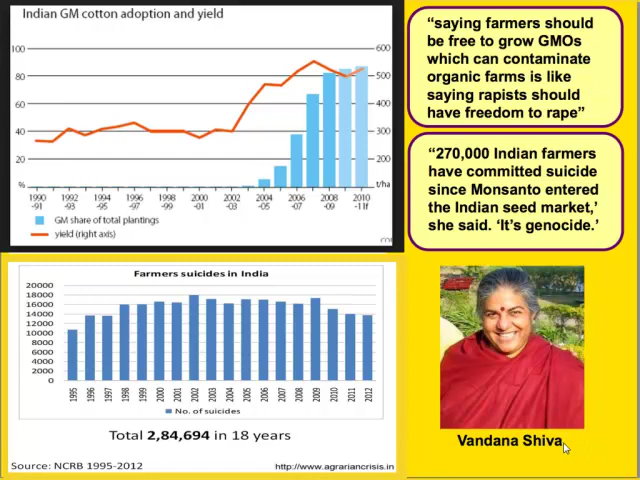 Indian GM cotton adoption and yield
100 600
80 500
60 400
40 300
20 200
% t/ha
1990 1992 1994 1996 1998 2000 2002 2004 2006 2008 2010
-91 -93 -95 -97 -99 -01 -03 -05 -07 -09 -11f
GM share of total plantings
yield (right axis)
“saying farmers should
be free to grow GMOs
which can contaminate
organic farms is like
saying rapists should
have freedom to rape”
“270,000 Indian farmers
have committed suicide
since Monsanto entered
the Indian seed market,’
she said. ‘It’s genocide.’
Farmers suicides in India
20000
18000
16000
14000
12000
10000
8000
6000
4000
2000
0
1995 1996 1997 1998 1999 2000 2001 2002 2003 2004 2005 2006 2007 2008 2009 2010 2011 2012
No. of suicides
Total 2,84,694 in 18 years
Source: NCRB 1995-2012 http://www.agrariancrisis.in
Vandana Shiva